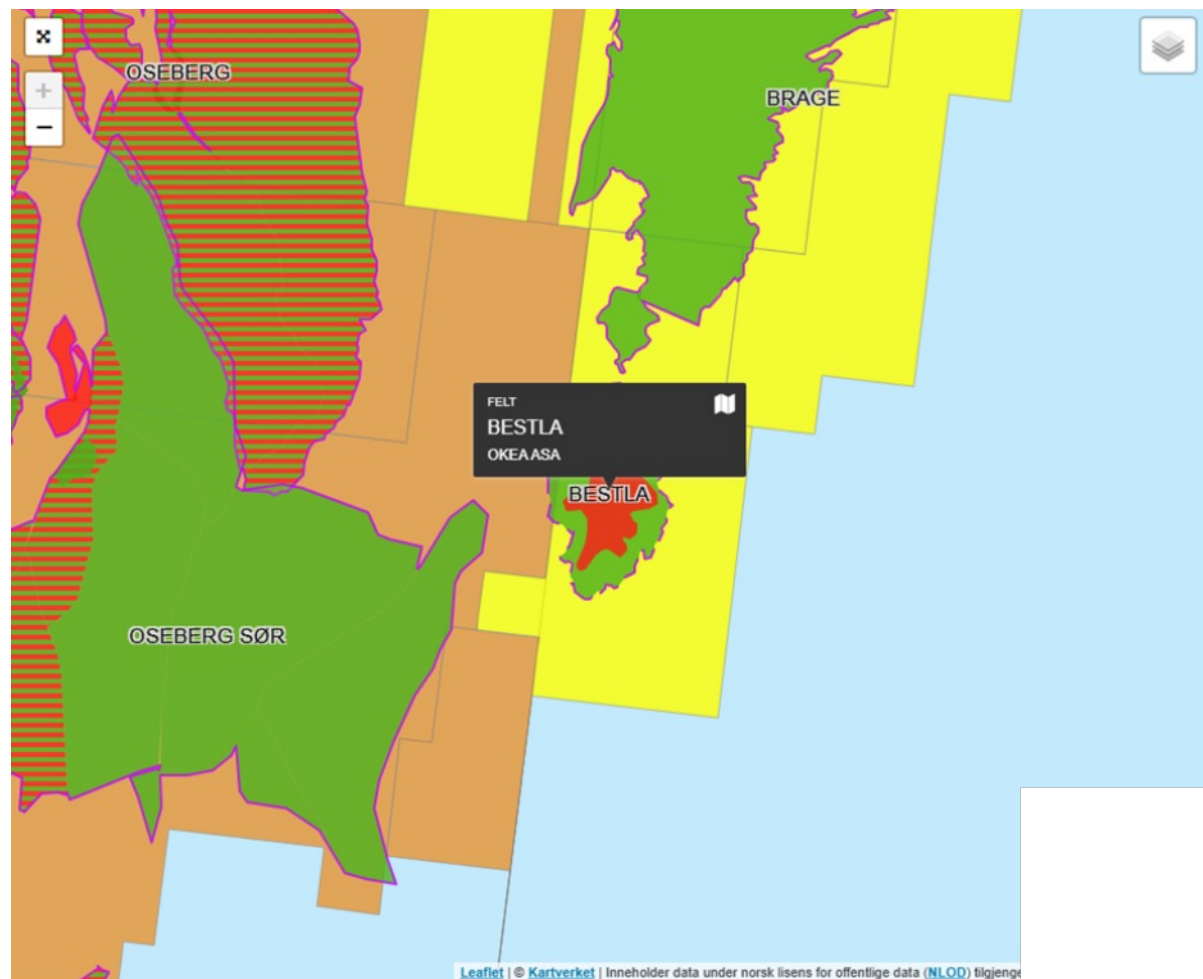 OSEBERG
+
−
BRAGE
FELT
BESTLA
OKEA ASA
BESTLA
OSEBERG SØR
Leaflet | © Kartverket | Inneholder data under norsk lisens for offentlige data (NLOD) tilgjenge